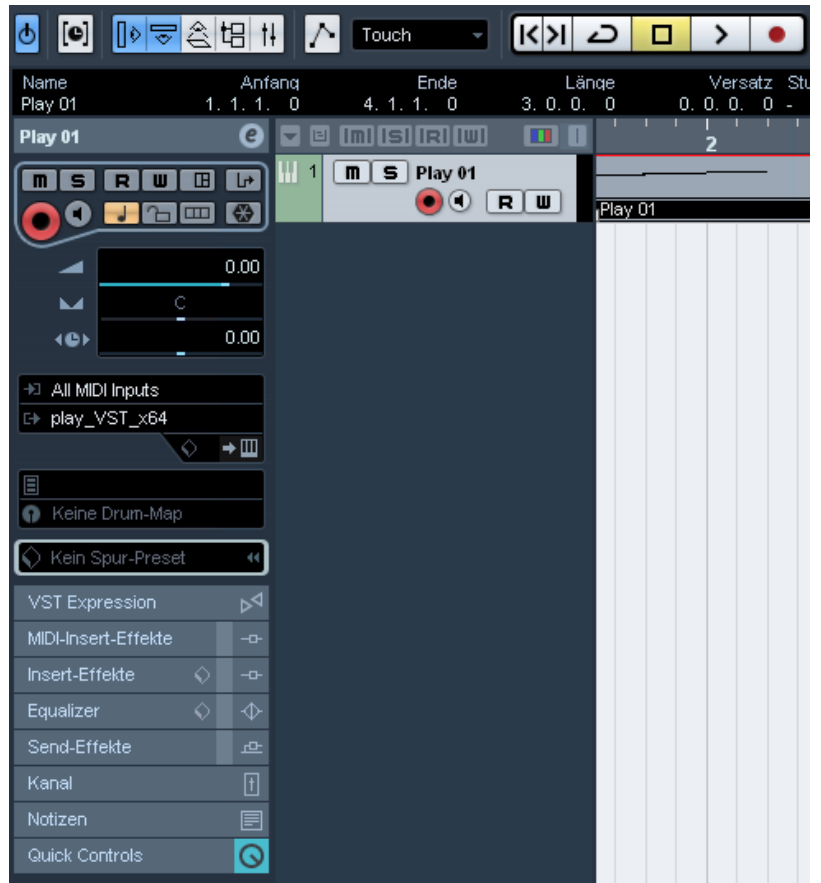 Touch
Name Anfang Ende Länge Versatz Stu
Play 01 1. 1. 1. 0 4. 1. 1. 0 3. 0. 0. 0 0. 0. 0. 0 -
Play 01 e m S R W
2
m S R W
1 m S Play 01
R W
Play 01
0.00
C
0.00
All MIDI Inputs
play_VST_x64
Keine Drum-Map
Kein Spur-Preset
VST Expression
MIDI-Insert-Effekte
Insert-Effekte
Equalizer
Send-Effekte
Kanal
Notizen
Quick Controls